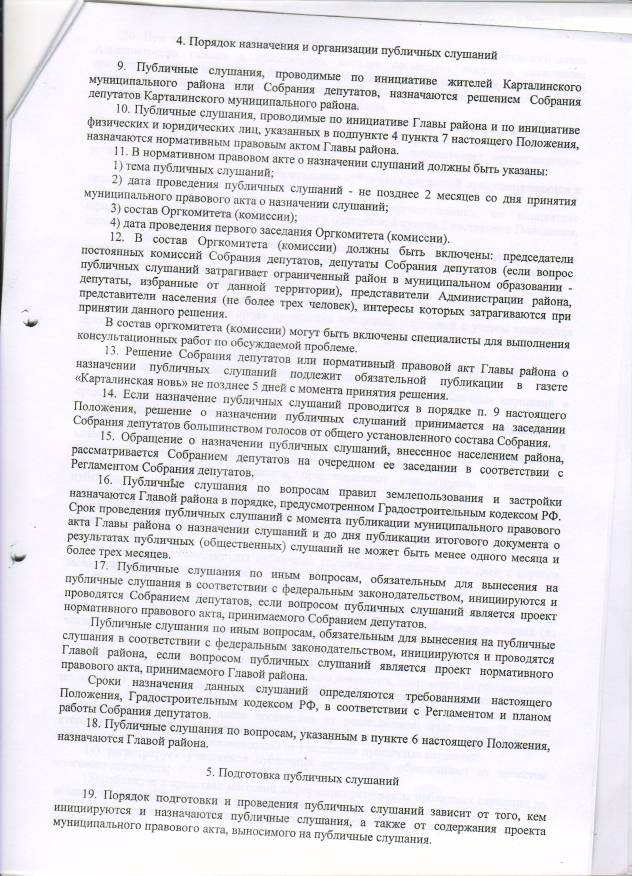 4. Порядок назначения и организации публичных слушаний
9. Публичные слушания, проводимые по инициативе жителей Карталинского
муниципального района или Собрания депутатов, назначаются решением Собрания
депутатов Карталинского муниципального района.
10. Публичные слушания, проводимые по инициативе Главы района и по инициативе
физических и юридических лиц, указанных в подпункте 4 пункта 7 настоящего Положения,
назначаются нормативным правовым актом Главы района.
11. В нормативном правовом акте о назначении слушаний должны быть указаны:
1) тема публичных слушаний;
2) дата проведения публичных слушаний - не позднее 2 месяцев со дня принятия
муниципального правового акта о назначении слушаний;
3) состав Оргкомитета (комиссии);
4) дата проведения первого заседания Оргкомитета (комиссии).
12. В состав Оргкомитета (комиссии) должны быть включены: председатели
постоянных комиссий Собрания депутатов, депутаты Собрания депутатов (если вопрос
публичных слушаний затрагивает ограниченный район в муниципальном образовании -
депутаты, избранные от данной территории), представители Администрации района,
представители населения (не более трех человек), интересы которых затрагиваются при
принятии данного решения.
В состав оргкомитета (комиссии) могут быть включены специалисты для выполнения
консультационных работ по обсуждаемой проблеме.
13. Решение Собрания депутатов или нормативный правовой акт Главы района о
назначении публичных слушаний подлежит обязательной публикации в газете
«Карталинская новь» не позднее 5 дней с момента принятия решения.
14. Если назначение публичных слушаний проводится в порядке п. 9 настоящего
Положения, решение о назначении публичных слушаний принимается на заседании
Собрания депутатов большинством голосов от общего установленного состава Собрания.
15. Обращение о назначении публичных слушаний, внесенное населением района,
рассматривается Собранием депутатов на очередном ее заседании в соответствии с
Регламентом Собрания депутатов.
16. Публичные слушания по вопросам правил землепользования и застройки
назначаются Главой района в порядке, предусмотренном Градостроительным кодексом РФ.
Срок проведения публичных слушаний с момента публикации муниципального правового
акта Главы района о назначении слушаний и до дня публикации итогового документа о
результатах публичных (общественных) слушаний не может быть менее одного месяца и
более трех месяцев.
17. Публичные слушания по иным вопросам, обязательным для вынесения на
публичные слушания в соответствии с федеральным законодательством, инициируются и
проводятся Собранием депутатов, если вопросом публичных слушаний является проект
нормативного правового акта, принимаемого Собранием депутатов.
Публичные слушания по иным вопросам, обязательным для вынесения на публичные
слушания в соответствии с федеральным законодательством, инициируются и проводятся
Главой района, если вопросом публичных слушаний является проект нормативного
правового акта, принимаемого Главой района.
Сроки назначения данных слушаний определяются требованиями настоящего
Положения, Градостроительным кодексом РФ, в соответствии с Регламентом и планом
работы Собрания депутатов.
18. Публичные слушания по вопросам, указанным в пункте 6 настоящего Положения,
назначаются Главой района.
5. Подготовка публичных слушаний
19. Порядок подготовки и проведения публичных слушаний зависит от того, кем
инициируются и назначаются публичные слушания, а также от содержания проекта
муниципального правового акта, выносимого на публичные слушания.